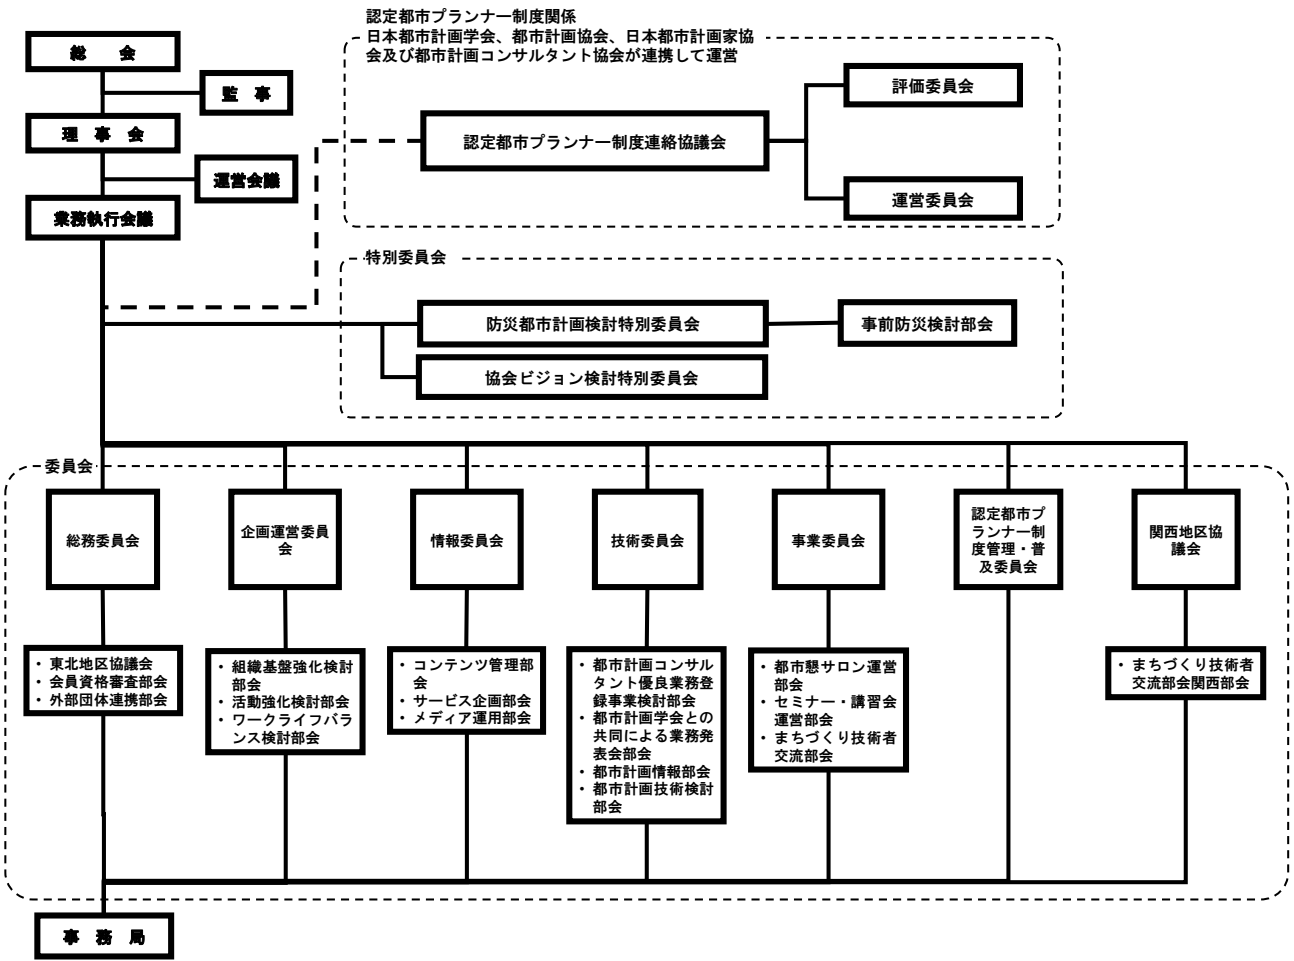 認定都市プランナー制度関係
日本都市計画学会、都市計画協会、日本都市計画家協
会及び都市計画コンサルタント協会が連携して運営
総　会
監　事
理　事　会
運営会議
業務執行会議
認定都市プランナー制度連絡協議会
評価委員会
運営委員会
特別委員会
防災都市計画検討特別委員会
事前防災検討部会
協会ビジョン検討特別委員会
委員会
総務委員会
企画運営委員
会
情報委員会
技術委員会
事業委員会
認定都市プ
ランナー制
度管理・普
及委員会
関西地区協
議会
・東北地区協議会
・会員資格審査部会
・外部団体連携部会
・組織基盤強化検討
部会
・活動強化検討部会
・ワークライフバラ
ンス検討部会
・コンテンツ管理部
会
・サービス企画部会
・メディア運用部会
・都市計画コンサル
タント優良業務登
録事業検討部会
・都市計画学会との
共同による業務発
表会部会
・都市計画情報部会
・都市計画技術検討
部会
・都市懇サロン運営
部会
・セミナー・講習会
運営部会
・まちづくり技術者
交流部会
・まちづくり技術者
交流部会関西部会
事　務　局